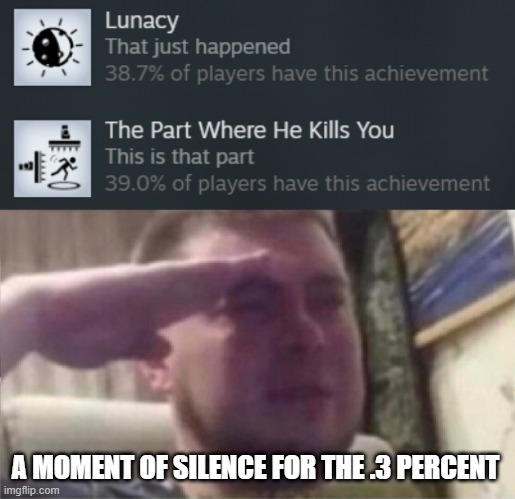 Lunacy
That just happened
38.7% of players have this achievement
The Part Where He Kills You
This is that part
39.0% of players have this achievement
A MOMENT OF SILENCE FOR THE .3 PERCENT
imgflip.com